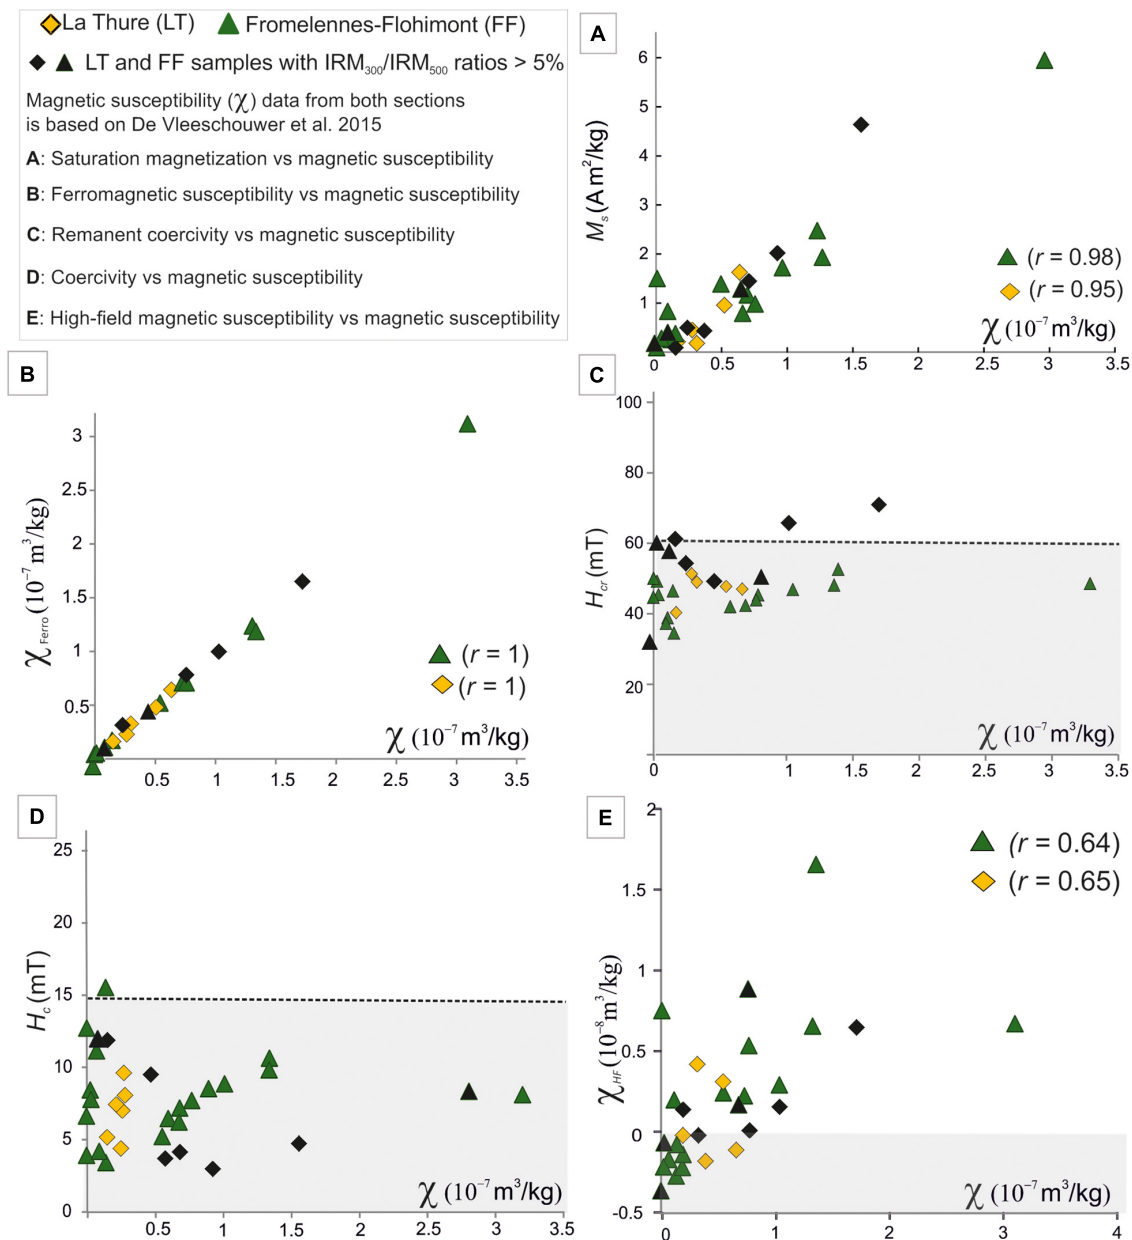 La Thure (LT) Fromelennes-Flohimont (FF)
LT and FF samples with IRM300/IRM500 ratios > 5%
Magnetic susceptibility (χ) data from both sections
is based on De Vleeschouwer et al. 2015
A: Saturation magnetization vs magnetic susceptibility
B: Ferromagnetic susceptibility vs magnetic susceptibility
C: Remanent coercivity vs magnetic susceptibility
D: Coercivity vs magnetic susceptibility
E: High-field magnetic susceptibility vs magnetic susceptibility
A
Ms (Am²/kg)
6
5
4
3
2
1
(r = 0.98)
(r = 0.95)
χ (10⁻⁷ m³/kg)
0 0.5 1 1.5 2 2.5 3 3.5
B
χFerro (10⁻⁷ m³/kg)
3
2.5
2
1.5
1
0.5
(r = 1)
(r = 1)
χ (10⁻⁷ m³/kg)
0.5 1 1.5 2 2.5 3 3.5
C
Hcr (mT)
100
80
60
40
20
χ (10⁻⁷ m³/kg)
0 1 1.5 2 2.5 3 3.5
D
Hc (mT)
25
20
15
10
5
0
χ (10⁻⁷ m³/kg)
0.5 1 1.5 2 2.5 3 3.5
E
χHF (10⁻⁸ m³/kg)
2
1.5
1
0.5
0
-0.5
(r = 0.64)
(r = 0.65)
χ (10⁻⁷ m³/kg)
0 1 2 3 4